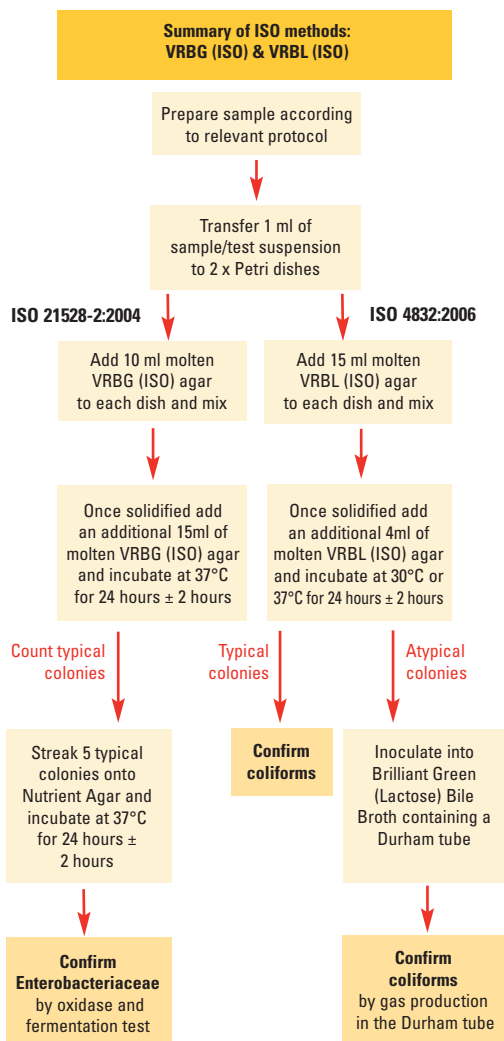 Summary of ISO methods:
VRBG (ISO) & VRBL (ISO)
Prepare sample according
to relevant protocol
Transfer 1 ml of
sample/test suspension
to 2 x Petri dishes
ISO 21528-2:2004
ISO 4832:2006
Add 10 ml molten
VRBG (ISO) agar
to each dish and mix
Add 15 ml molten
VRBL (ISO) agar
to each dish and mix
Once solidified add
an additional 15ml of
molten VRBG (ISO) agar
and incubate at 37°C
for 24 hours ± 2 hours
Once solidified add
an additional 4ml of
molten VRBL (ISO) agar
and incubate at 30°C or
37°C for 24 hours ± 2 hours
Count typical
colonies
Typical
colonies
Atypical
colonies
Streak 5 typical
colonies onto
Nutrient Agar and
incubate at 37°C
for 24 hours ±
2 hours
Confirm
coliforms
Inoculate into
Brilliant Green
(Lactose) Bile
Broth containing a
Durham tube
Confirm
Enterobacteriaceae
by oxidase and
fermentation test
Confirm
coliforms
by gas production
in the Durham tube